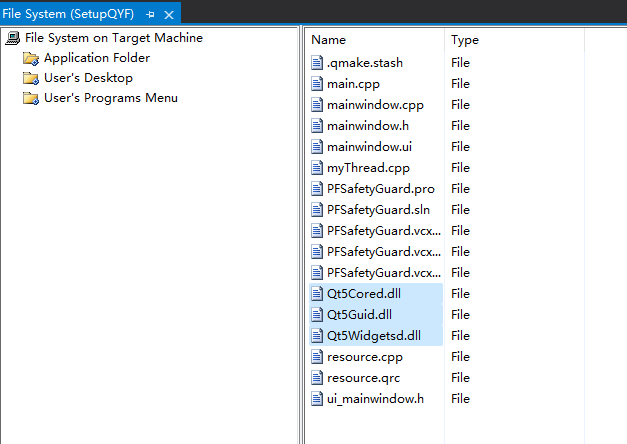 File System (SetupQYF)
File System on Target Machine
Application Folder
User's Desktop
User's Programs Menu
Name Type
.qmake.stash File
main.cpp File
mainwindow.cpp File
mainwindow.h File
mainwindow.ui File
myThread.cpp File
PFSafetyGuard.pro File
PFSafetyGuard.sln File
PFSafetyGuard.vcx... File
PFSafetyGuard.vcx... File
PFSafetyGuard.vcx... File
Qt5Cored.dll File
Qt5Guid.dll File
Qt5Widgetsd.dll File
resource.cpp File
resource.qrc File
ui_mainwindow.h File